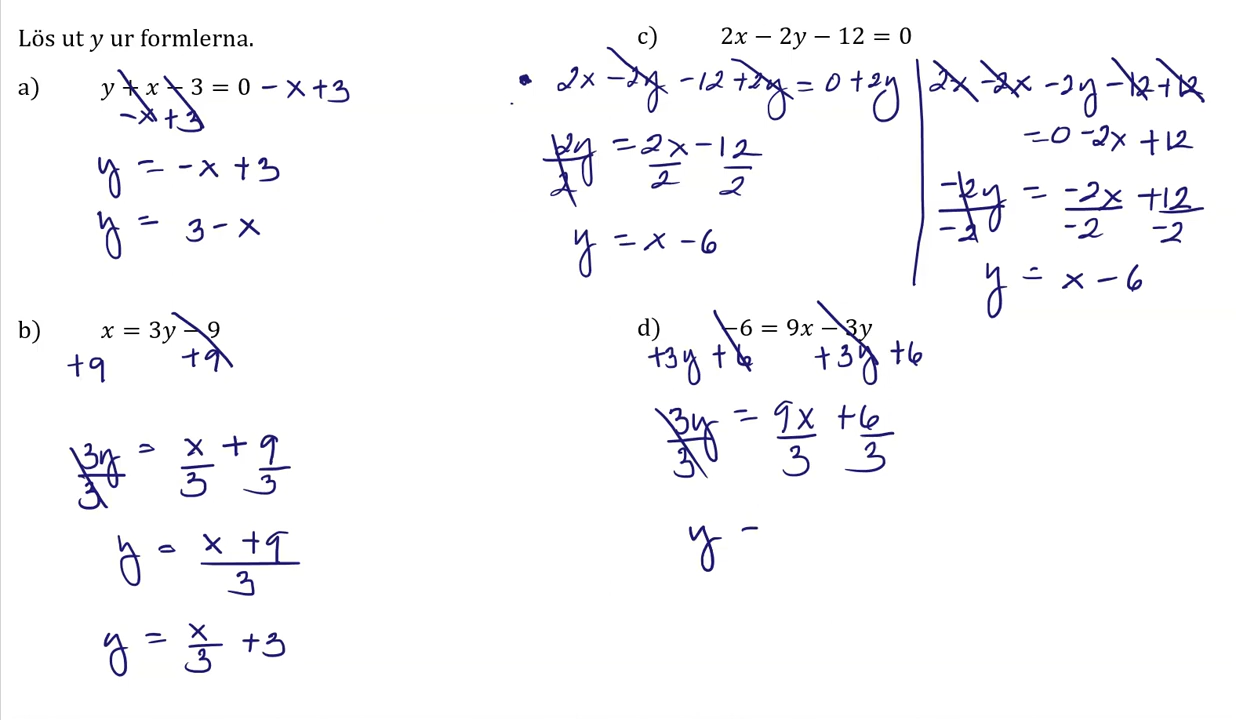 Lös ut y ur formlerna.
a) y + x − 3 = 0 − x + 3
−x + 3
y = −x + 3
y = 3 − x
b) x = 3y − 9
+9 +9
3y/3 = x/3 + 9/3
y = (x + 9)/3
y = x/3 + 3
c) 2x − 2y − 12 = 0
2x − 2y − 12 + 2y = 0 + 2y
2y/2 = 2x/2 − 12/2
y = x − 6
2x − 2x − 2y − 12 + 12
= 0 − 2x + 12
−2y/−2 = −2x/−2 + 12/−2
y = x − 6
d) −6 = 9x − 3y
+3y + 6 +3y + 6
3y/3 = 9x/3 + 6/3
y =